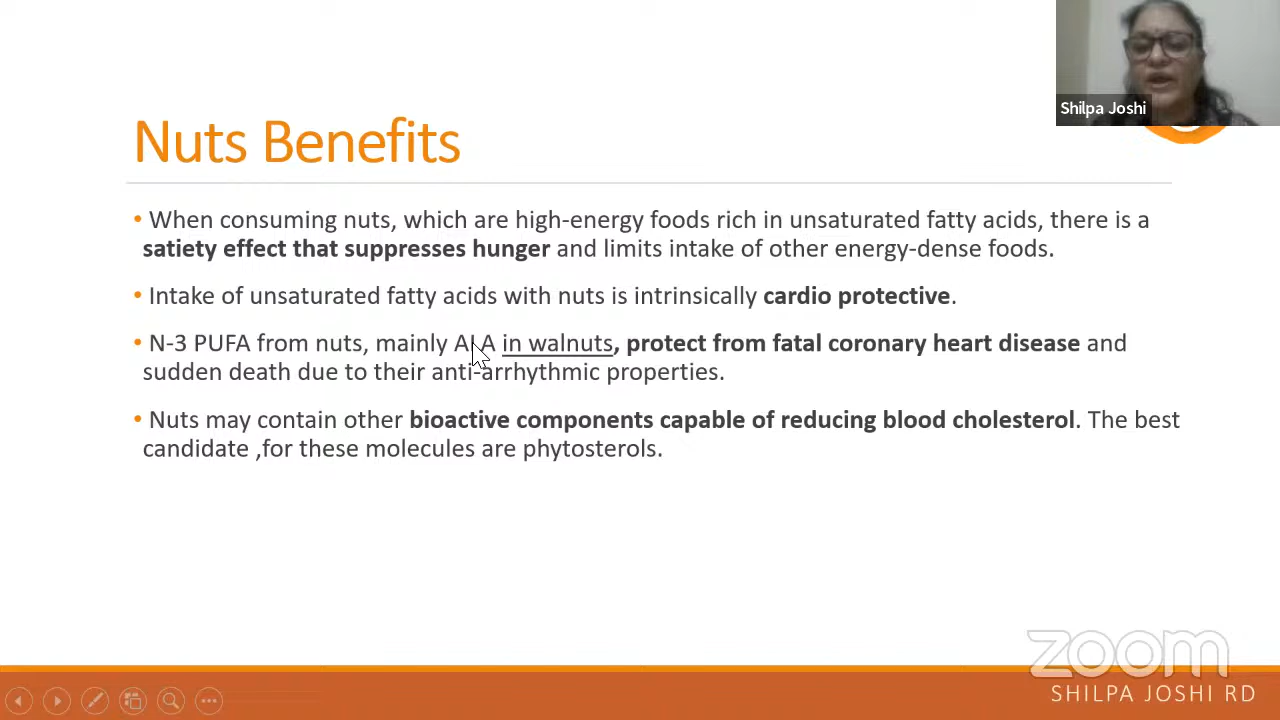 Shilpa Joshi
Nuts Benefits
• When consuming nuts, which are high-energy foods rich in unsaturated fatty acids, there is a
satiety effect that suppresses hunger and limits intake of other energy-dense foods.
• Intake of unsaturated fatty acids with nuts is intrinsically cardio protective.
• N-3 PUFA from nuts, mainly ALA in walnuts, protect from fatal coronary heart disease and
sudden death due to their anti-arrhythmic properties.
• Nuts may contain other bioactive components capable of reducing blood cholesterol. The best
candidate ,for these molecules are phytosterols.
zoom
SHILPA JOSHI RD